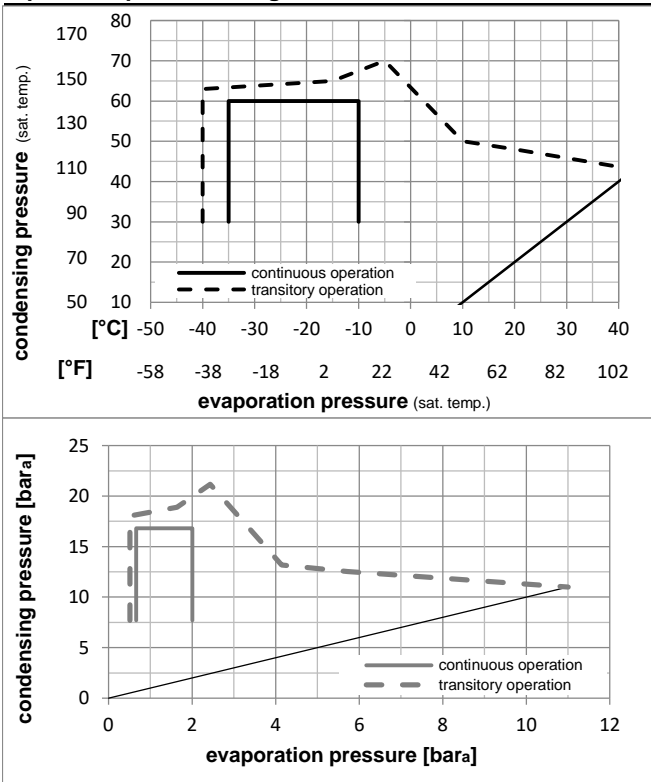 170 80
150 70
130 60
50
110 40
90 30
70 20
50 10
condensing pressure (sat. temp.)
continuous operation
transitory operation
[°C] -50 -40 -30 -20 -10 0 10 20 30 40
[°F] -58 -38 -18 2 22 42 62 82 102
evaporation pressure (sat. temp.)
25
20
15
10
5
0
condensing pressure [bara]
continuous operation
transitory operation
0 2 4 6 8 10 12
evaporation pressure [bara]